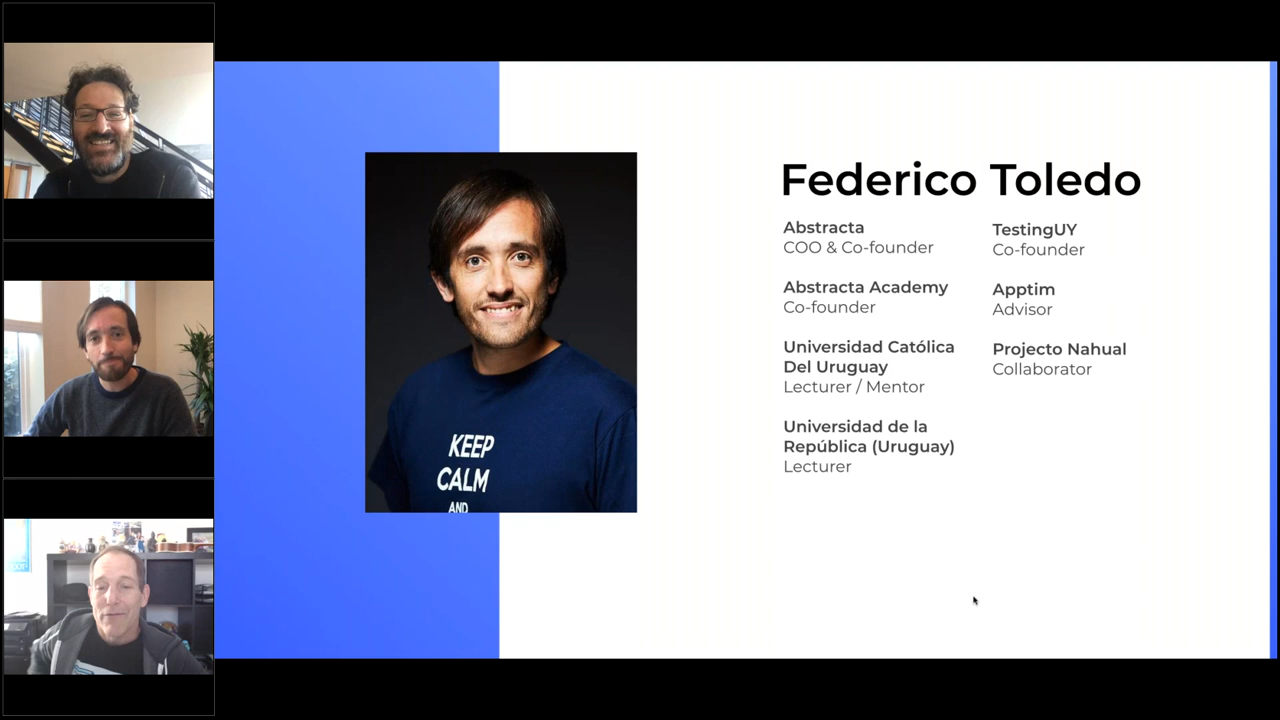 Federico Toledo
Abstracta
COO & Co-founder
Abstracta Academy
Co-founder
Universidad Católica
Del Uruguay
Lecturer / Mentor
Universidad de la
República (Uruguay)
Lecturer
TestingUY
Co-founder
Apptim
Advisor
Projecto Nahual
Collaborator
KEEP
CALM
AND